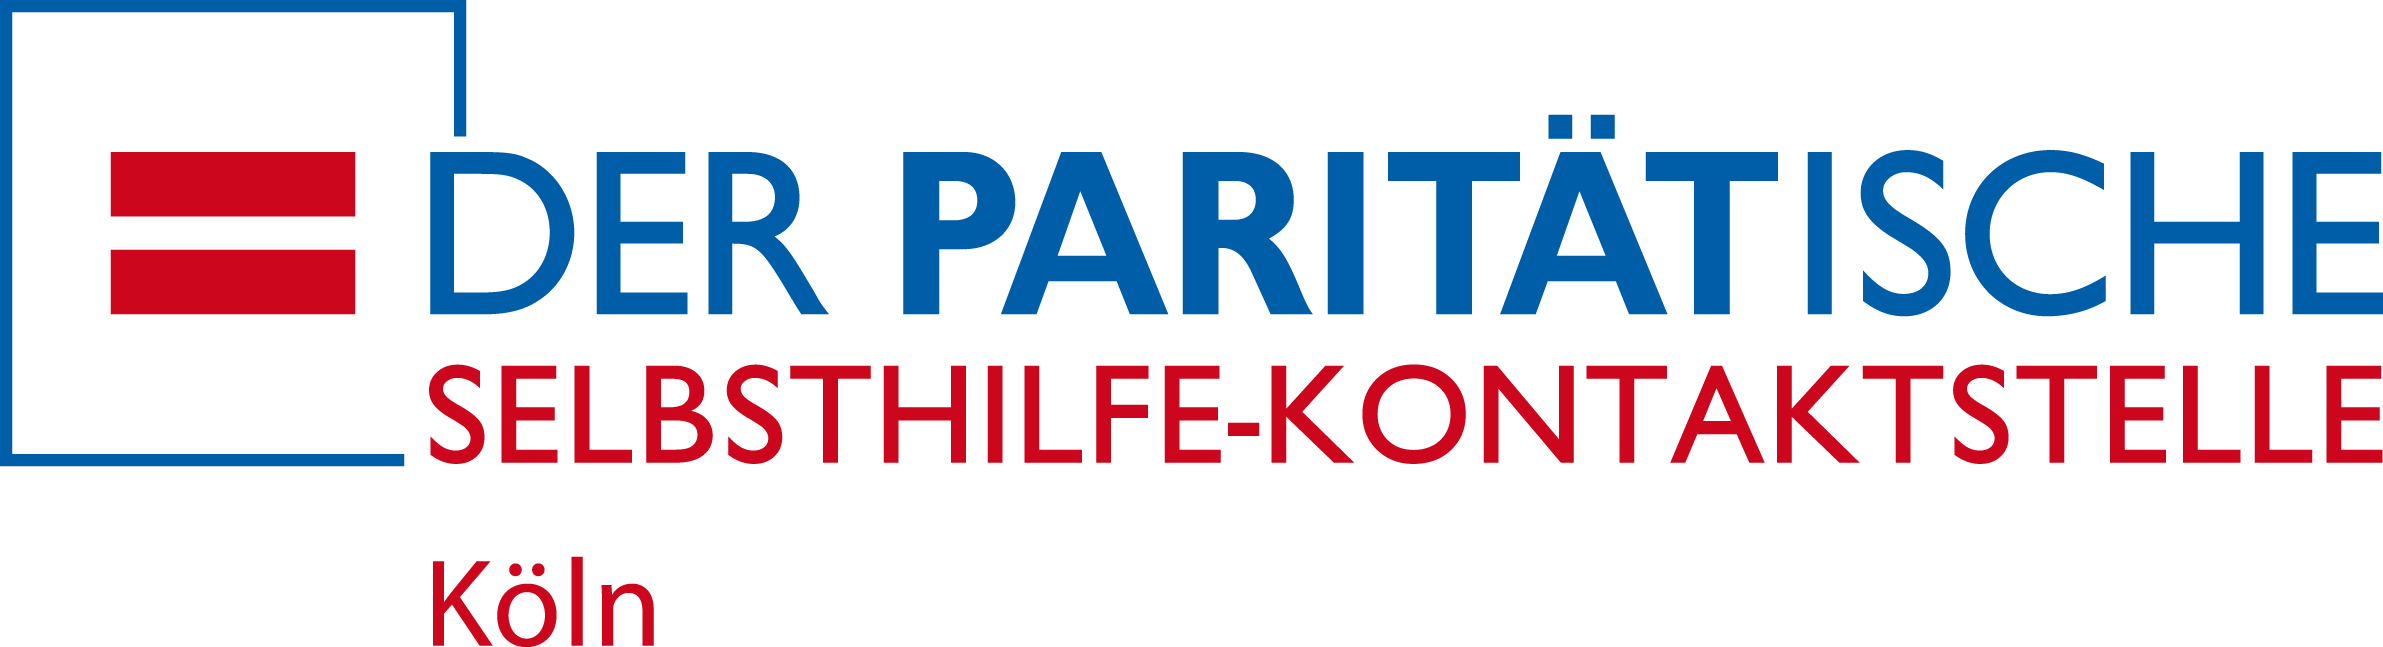 DER PARITÄTISCHE
SELBSTHILFE-KONTAKTSTELLE
Köln